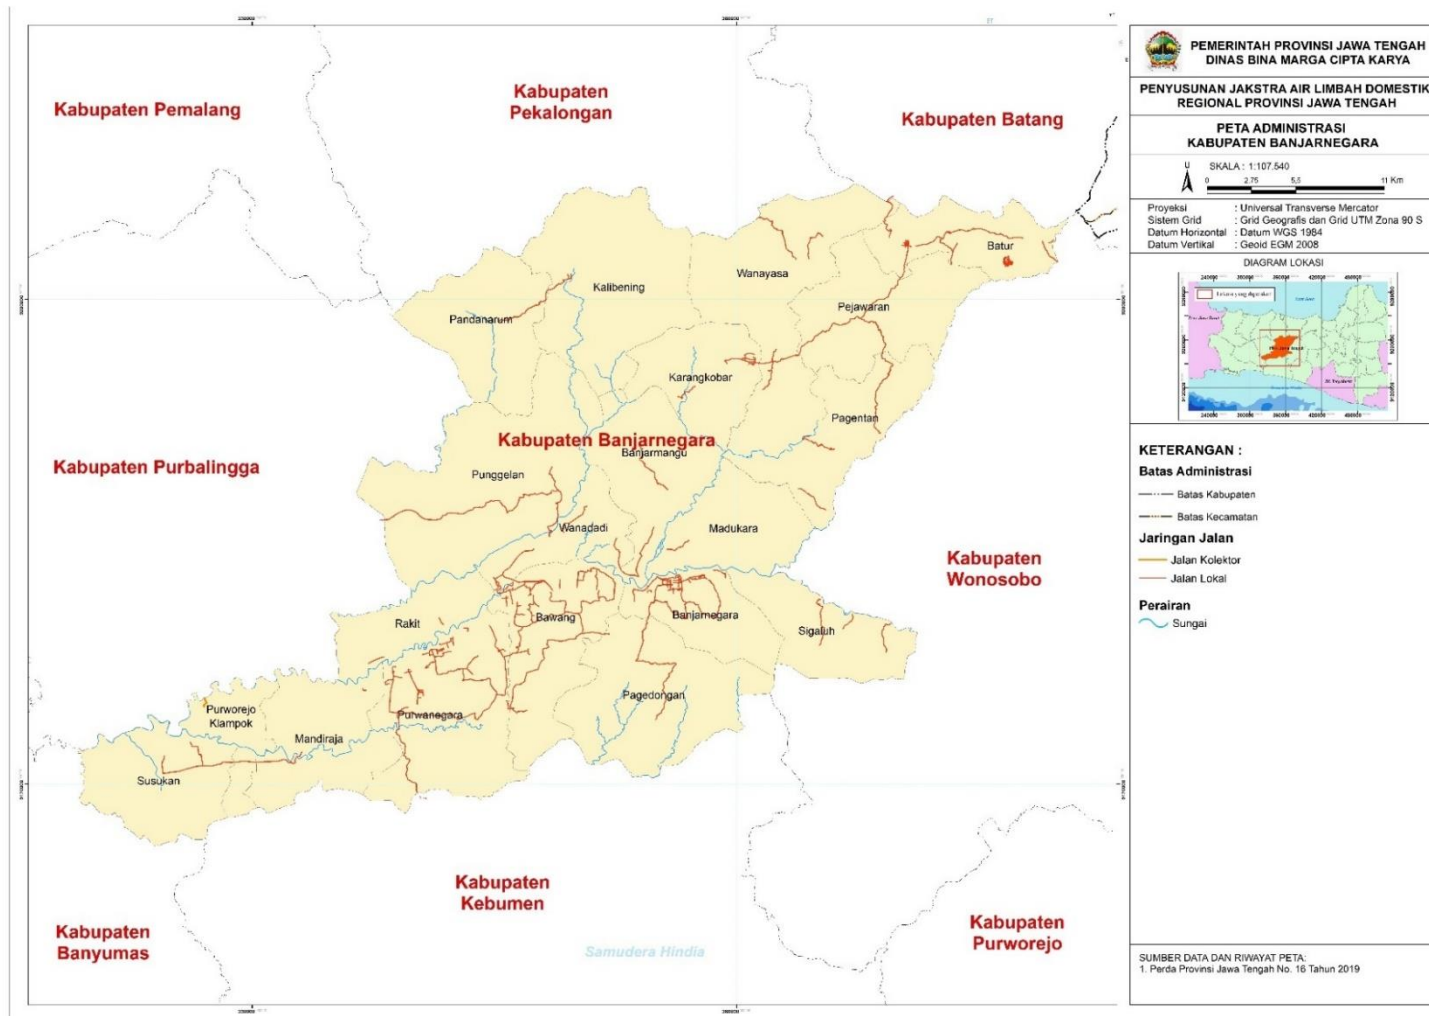 Kabupaten Pemalang
Kabupaten
Pekalongan
Kabupaten Batang
Batur
Wanayasa
Kalibening
Pejawaran
Pandanarum
Karangkobar
Pagentan
Kabupaten Banjarnegara
Banjarmangu
Kabupaten Purbalingga
Punggelan
Wanadadi
Madukara
Kabupaten
Wonosobo
Rakit
Bawang
Banjarnegara
Sigaluh
Pagedongan
Purworejo
Klampok
Purwanegara
Mandiraja
Susukan
Kabupaten
Kebumen
Kabupaten
Banyumas
Samudera Hindia
Kabupaten
Purworejo
PEMERINTAH PROVINSI JAWA TENGAH
DINAS BINA MARGA CIPTA KARYA
PENYUSUNAN JAKSTRA AIR LIMBAH DOMESTIK
REGIONAL PROVINSI JAWA TENGAH
PETA ADMINISTRASI
KABUPATEN BANJARNEGARA
U
SKALA : 1:107.540
0 2.75 5,5 11 Km
Proyeksi : Universal Transverse Mercator
Sistem Grid : Grid Geografis dan Grid UTM Zona 90 S
Datum Horizontal : Datum WGS 1984
Datum Vertikal : Geoid EGM 2008
DIAGRAM LOKASI
KETERANGAN :
Batas Administrasi
Batas Kabupaten
Batas Kecamatan
Jaringan Jalan
Jalan Kolektor
Jalan Lokal
Perairan
Sungai
SUMBER DATA DAN RIWAYAT PETA:
1. Perda Provinsi Jawa Tengah No. 16 Tahun 2019